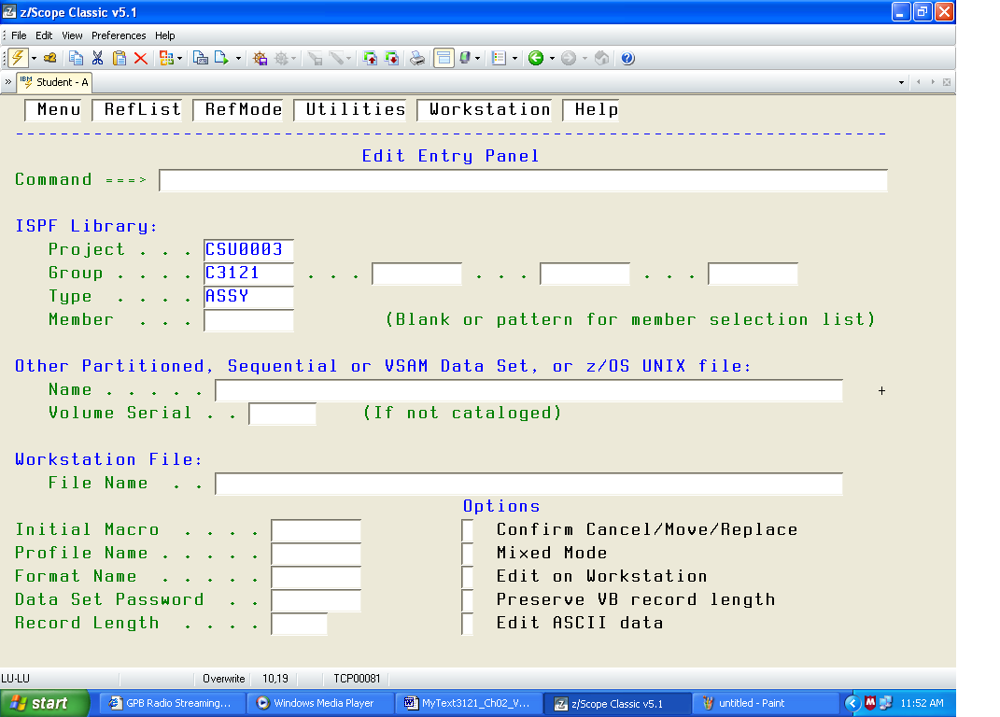 z/Scope Classic v5.1
File Edit View Preferences Help
» IBM Student - A
Menu RefList RefMode Utilities Workstation Help
------------------------------------------------------------------------------
Edit Entry Panel
Command ===>
ISPF Library:
Project . . . CSU0003
Group . . . . C3121 . . . . . . . . .
Type . . . . ASSY
Member . . . (Blank or pattern for member selection list)
Other Partitioned, Sequential or VSAM Data Set, or z/OS UNIX file:
Name . . . . . +
Volume Serial . . (If not cataloged)
Workstation File:
File Name . .
Options
Initial Macro . . . . Confirm Cancel/Move/Replace
Profile Name . . . . . Mixed Mode
Format Name . . . . . Edit on Workstation
Data Set Password . . Preserve VB record length
Record Length . . . . Edit ASCII data
LU-LU Overwrite 10,19 TCP00081
start GPB Radio Streaming... Windows Media Player MyText3121_Ch02_V... z/Scope Classic v5.1 untitled - Paint 11:52 AM